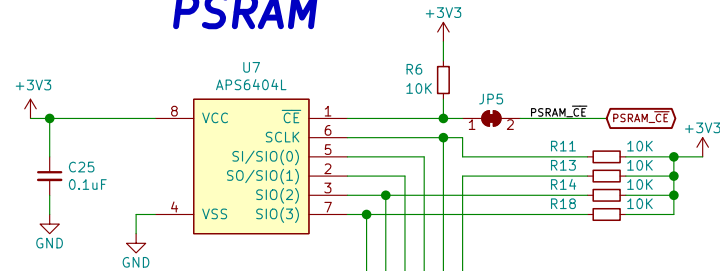 PSRAM
+3V3
U7
APS6404L
R6
10K
+3V3
JP5
8 VCC CE 1
1 2
PSRAM_CE
PSRAM_CE
SCLK 6
+3V3
SI/SIO(0) 5
R11 10K
C25
0.1uF
SO/SIO(1) 2
R13 10K
SIO(2) 3
R14 10K
4 VSS SIO(3) 7
R18 10K
GND
GND